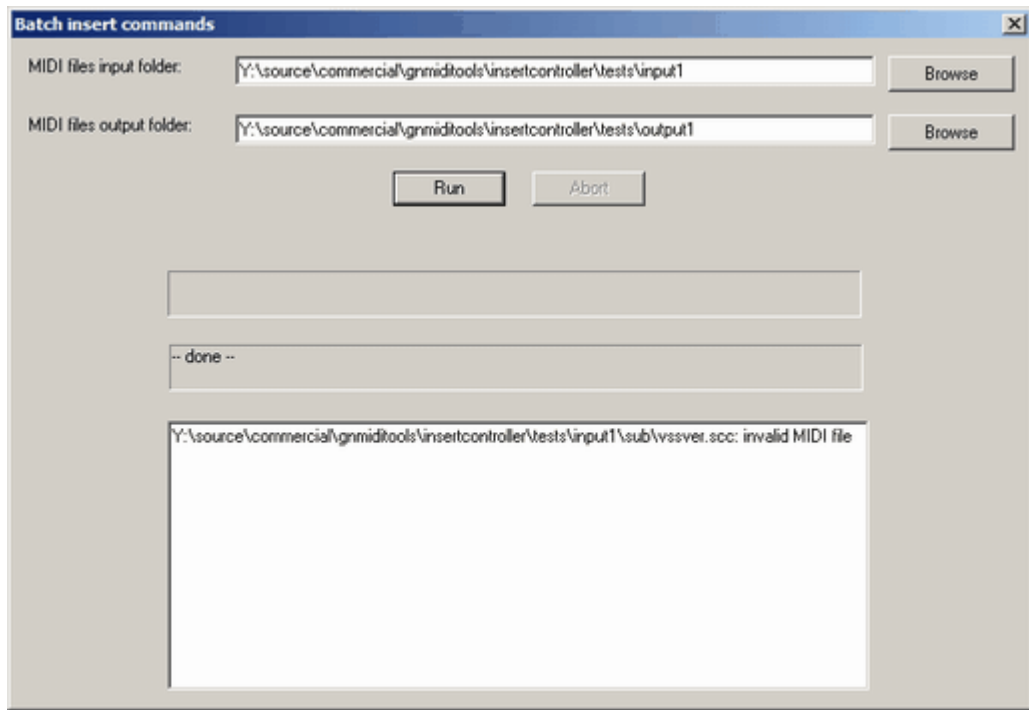 Batch insert commands
MIDI files input folder: Y:\source\commercial\gnmiditools\insertcontroller\tests\input1 Browse
MIDI files output folder: Y:\source\commercial\gnmiditools\insertcontroller\tests\output1 Browse
Run Abort
-- done --
Y:\source\commercial\gnmiditools\insertcontroller\tests\input1\sub\vssver.scc: invalid MIDI file